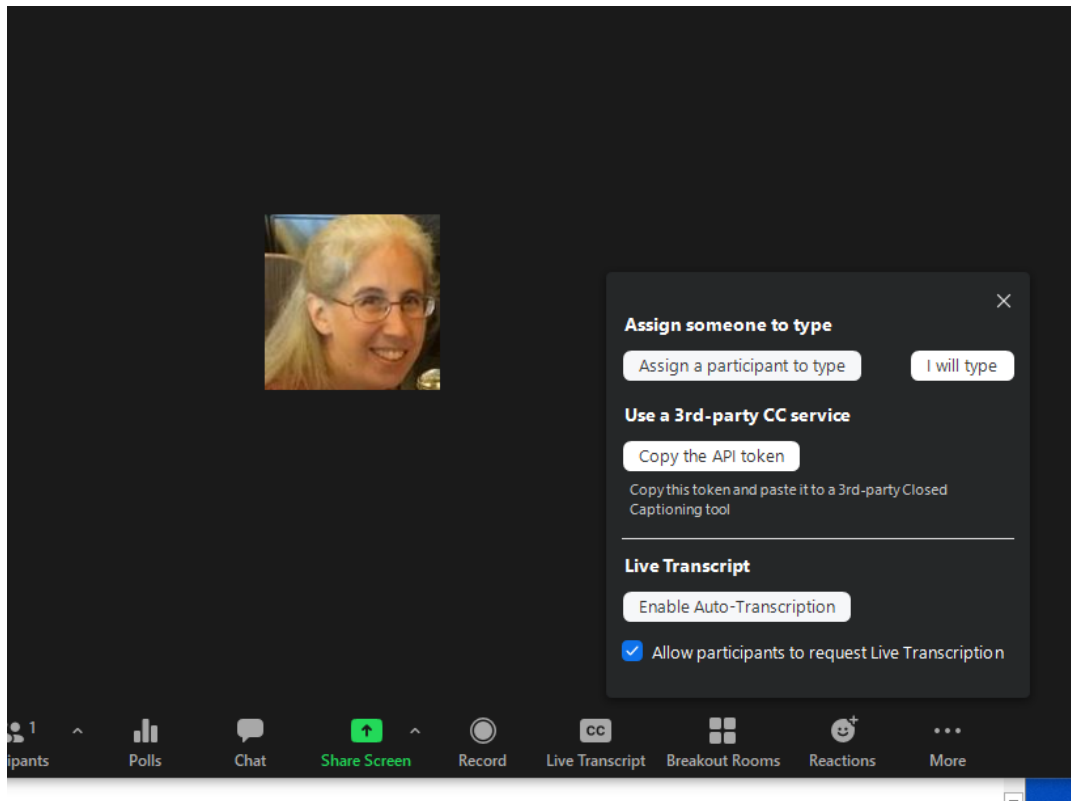 Assign someone to type
Assign a participant to type
I will type
Use a 3rd-party CC service
Copy the API token
Copy this token and paste it to a 3rd-party Closed
Captioning tool
Live Transcript
Enable Auto-Transcription
Allow participants to request Live Transcription
1
CC
ipants
Polls
Chat
Share Screen
Record
Live Transcript
Breakout Rooms
Reactions
More